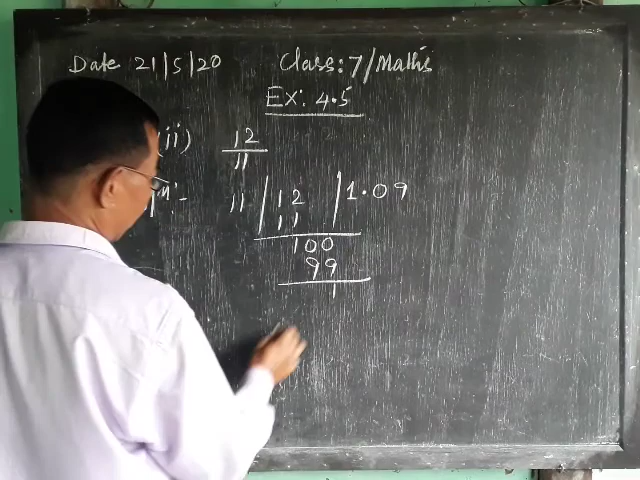 Date 21/5/20 Class: 7/Maths
Ex: 4.5
ii) 12
11
11 12 1.09
11
100
99
1